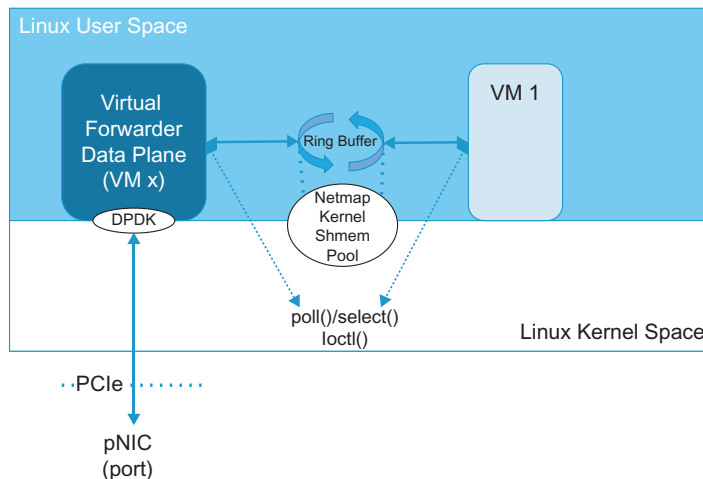 Linux User Space
Virtual
Forwarder
Data Plane
(VM x)
DPDK
Ring Buffer
VM 1
Netmap
Kernel
Shmem
Pool
poll()/select()
Ioctl()
Linux Kernel Space
PCIe
pNIC
(port)